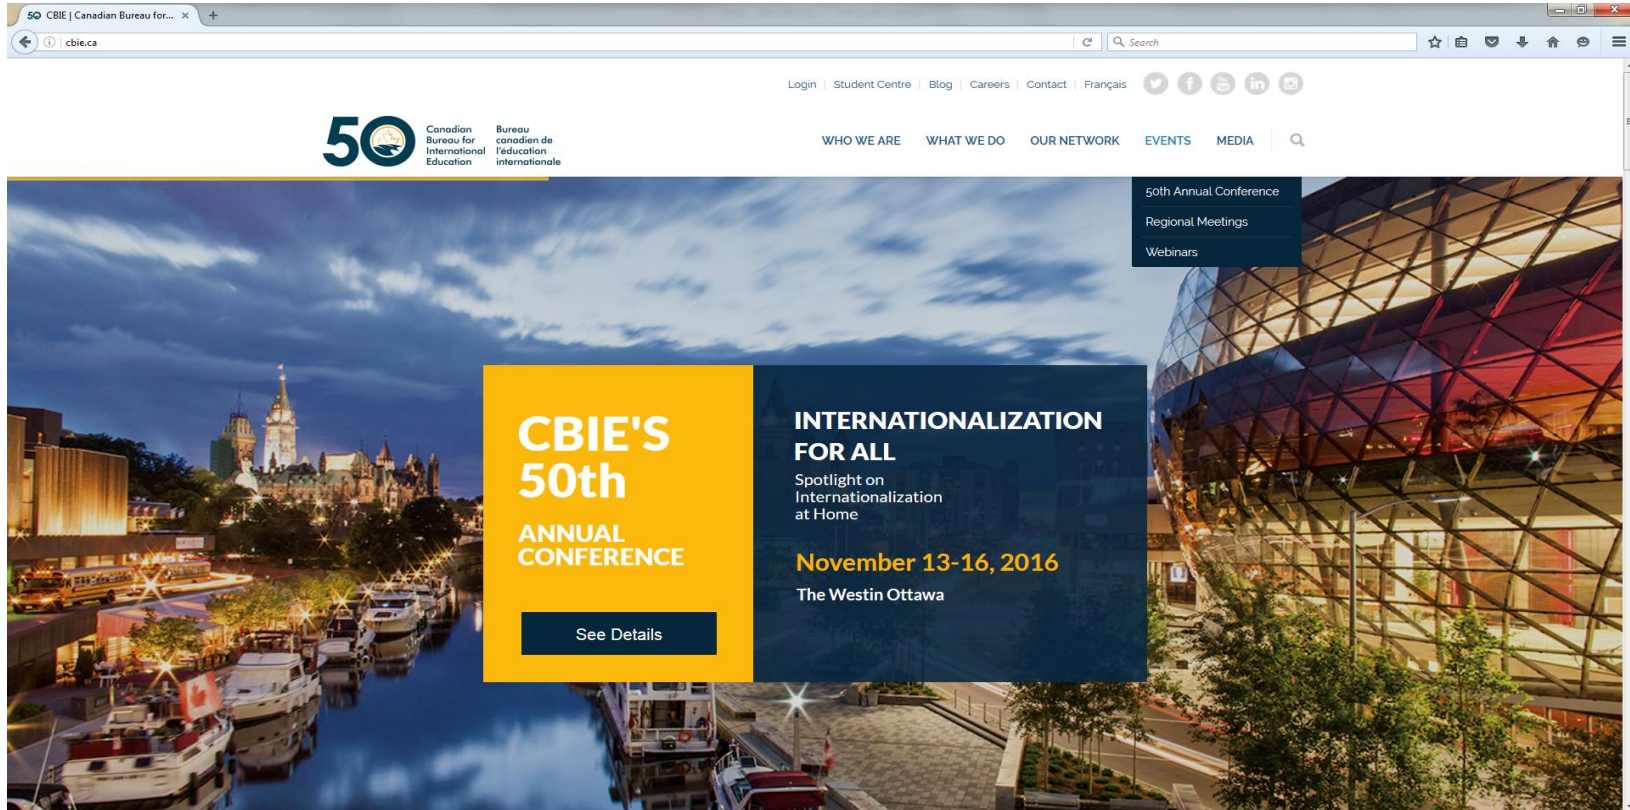 50 CBIE | Canadian Bureau for... × +
cbie.ca
Search
Login | Student Centre | Blog | Careers | Contact | Français
50
Canadian
Bureau for
International
Education
Bureau
canadien de
l'éducation
internationale
WHO WE ARE WHAT WE DO OUR NETWORK EVENTS MEDIA
50th Annual Conference
Regional Meetings
Webinars
CBIE'S
50th
ANNUAL
CONFERENCE
See Details
INTERNATIONALIZATION
FOR ALL
Spotlight on
Internationalization
at Home
November 13-16, 2016
The Westin Ottawa